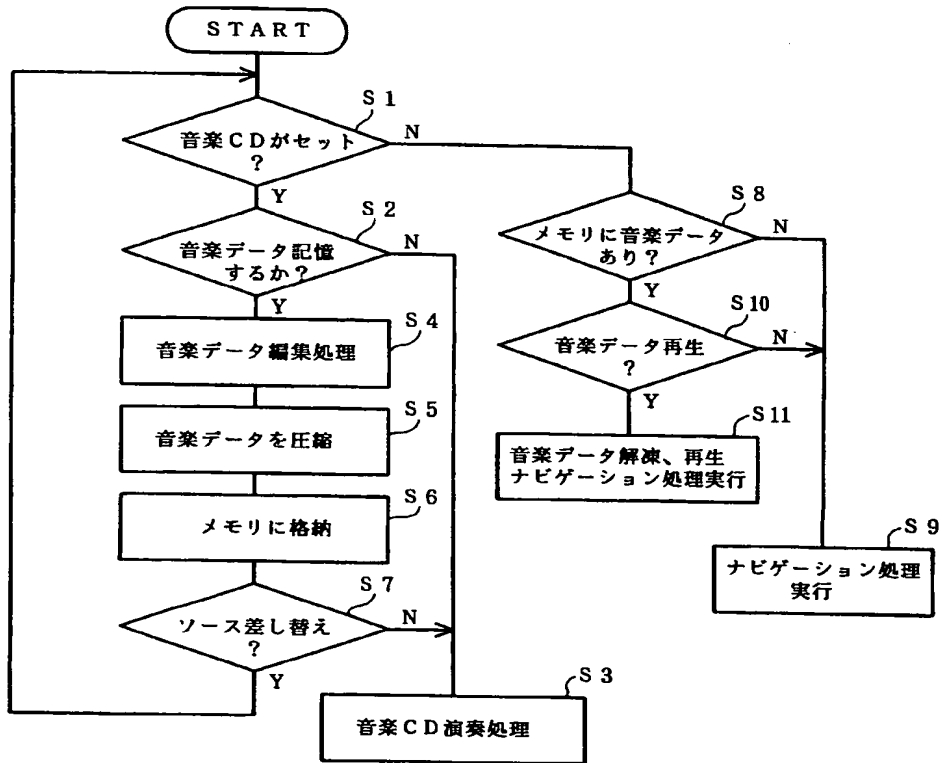 START
S1
音楽CDがセット
?
N
Y
S2
音楽データ記憶
するか?
N
Y
S4
音楽データ編集処理
S5
音楽データを圧縮
S6
メモリに格納
S7
ソース差し替え
?
N
Y
S3
音楽CD演奏処理
S8
メモリに音楽データ
あり?
N
Y
S10
音楽データ再生
?
N
Y
S11
音楽データ解凍、再生
ナビゲーション処理実行
S9
ナビゲーション処理
実行